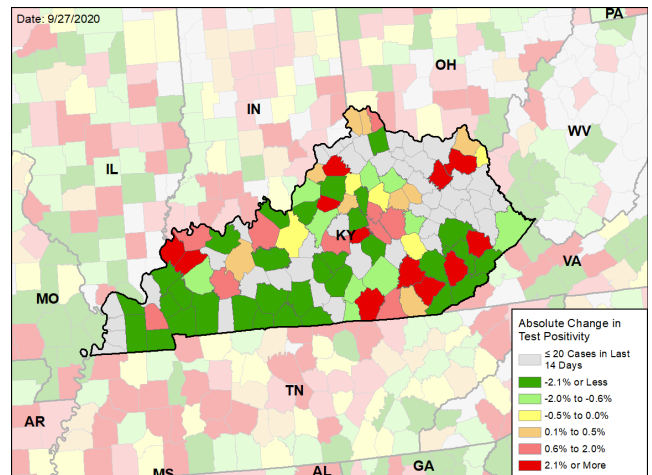 Date: 9/27/2020
PA
OH
IN
WV
IL
KY
VA
MO
TN
AR
MS
AL
GA
Absolute Change in
Test Positivity
≤ 20 Cases in Last
14 Days
-2.1% or Less
-2.0% to -0.6%
-0.5% to 0.0%
0.1% to 0.5%
0.6% to 2.0%
2.1% or More